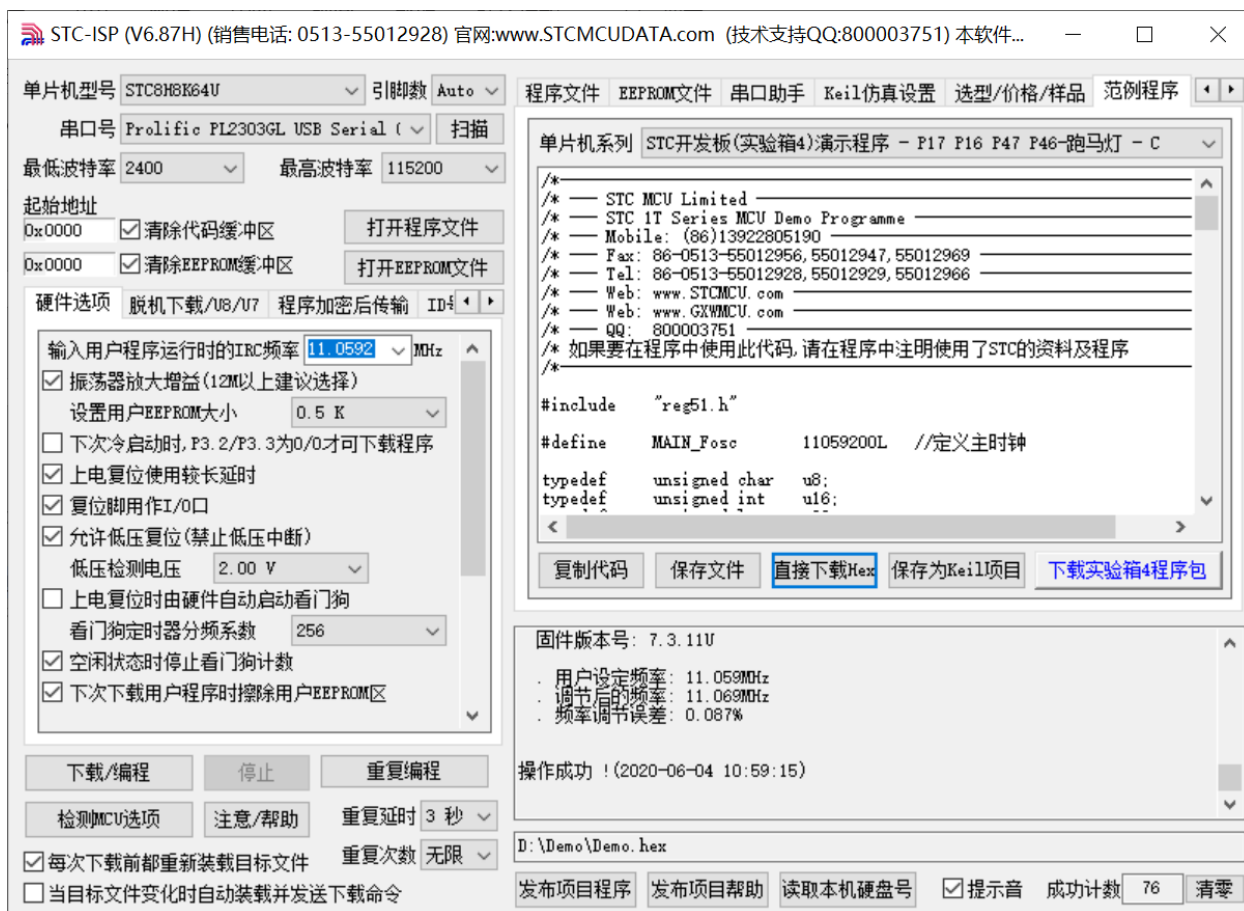 STC-ISP (V6.87H) (销售电话: 0513-55012928) 官网:www.STCMCUDATA.com (技术支持QQ:800003751) 本软件...
单片机型号 STC8H8K64U 引脚数 Auto
串口号 Prolific PL2303GL USB Serial ( 扫描
最低波特率 2400 最高波特率 115200
起始地址
0x0000 清除代码缓冲区 打开程序文件
0x0000 清除EEPROM缓冲区 打开EEPROM文件
硬件选项 脱机下载/U8/U7 程序加密后传输
输入用户程序运行时的IRC频率 11.0592 MHz
振荡器放大增益(12M以上建议选择)
设置用户EEPROM大小 0.5 K
下次冷启动时,P3.2/P3.3为0/0才可下载程序
上电复位使用较长延时
复位脚用作I/O口
允许低压复位(禁止低压中断)
低压检测电压 2.00 V
上电复位时由硬件自动启动看门狗
看门狗定时器分频系数 256
空闲状态时停止看门狗计数
下次下载用户程序时擦除用户EEPROM区
下载/编程 停止 重复编程
检测MCU选项 注意/帮助 重复延时 3 秒
每次下载前都重新装载目标文件 重复次数 无限
当目标文件变化时自动装载并发送下载命令
程序文件 EEPROM文件 串口助手 Keil仿真设置 选型/价格/样品 范例程序
单片机系列 STC开发板(实验箱4)演示程序 - P17 P16 P47 P46-跑马灯 - C
/*
/* — STC MCU Limited
/* — STC 1T Series MCU Demo Programme
/* — Mobile: (86)13922805190
/* — Fax: 86-0513-55012956,55012947,55012969
/* — Tel: 86-0513-55012928,55012929,55012966
/* — Web: www.STCMCU.com
/* — Web: www.GXWMCU.com
/* — QQ: 800003751
/* 如果要在程序中使用此代码,请在程序中注明使用了STC的资料及程序
/*
#include "reg51.h"
#define MAIN_Fosc 11059200L //定义主时钟
typedef unsigned char u8;
typedef unsigned int u16;
复制代码 保存文件 直接下载Hex 保存为Keil项目 下载实验箱4程序包
固件版本号: 7.3.11U
. 用户设定频率: 11.059MHz
. 调节后的频率: 11.069MHz
. 频率调节误差: 0.087%
操作成功 !(2020-06-04 10:59:15)
D:\Demo\Demo.hex
发布项目程序 发布项目帮助 读取本机硬盘号 提示音 成功计数 76 清零